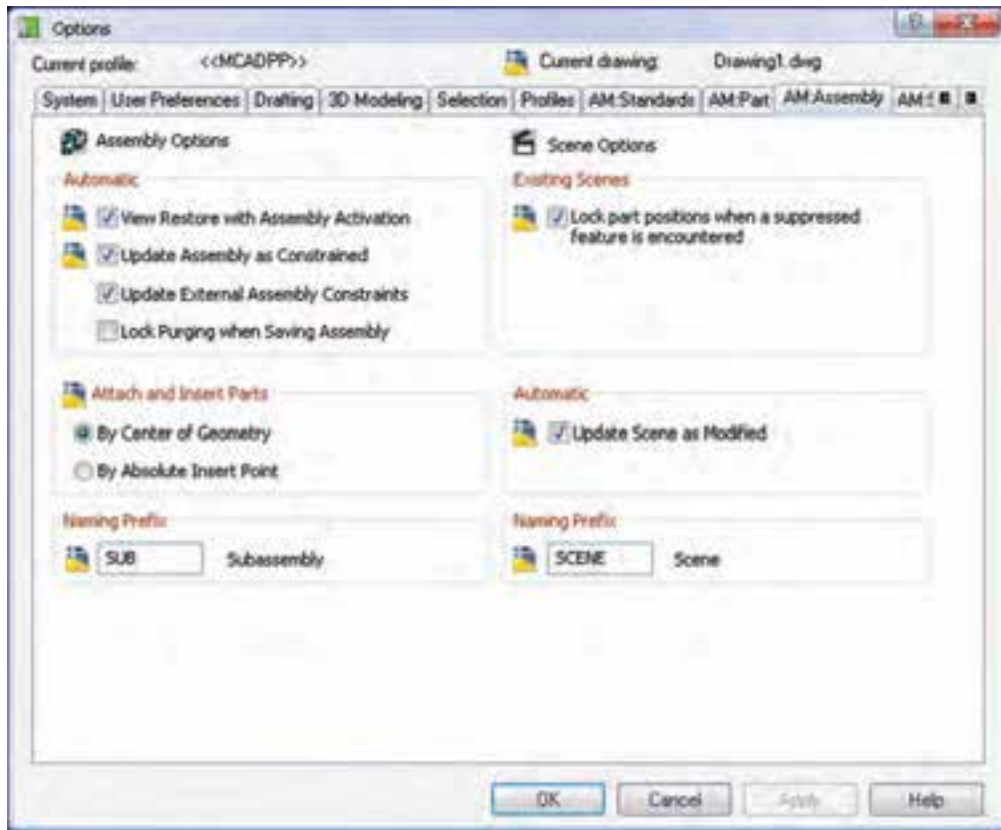 Options
Current profile: <<MCADPP>> Current drawing: Drawing1.dwg
System User Preferences Drafting 3D Modeling Selection Profiles AM:Standards AM:Part AM:Assembly
Assembly Options
Automatic
View Restore with Assembly Activation
Update Assembly as Constrained
Update External Assembly Constraints
Lock Purging when Saving Assembly
Attach and Insert Parts
By Center of Geometry
By Absolute Insert Point
Naming Prefix
SUB Subassembly
Scene Options
Existing Scenes
Lock part positions when a suppressed
feature is encountered
Automatic
Update Scene as Modified
Naming Prefix
SCENE Scene
OK Cancel Apply Help